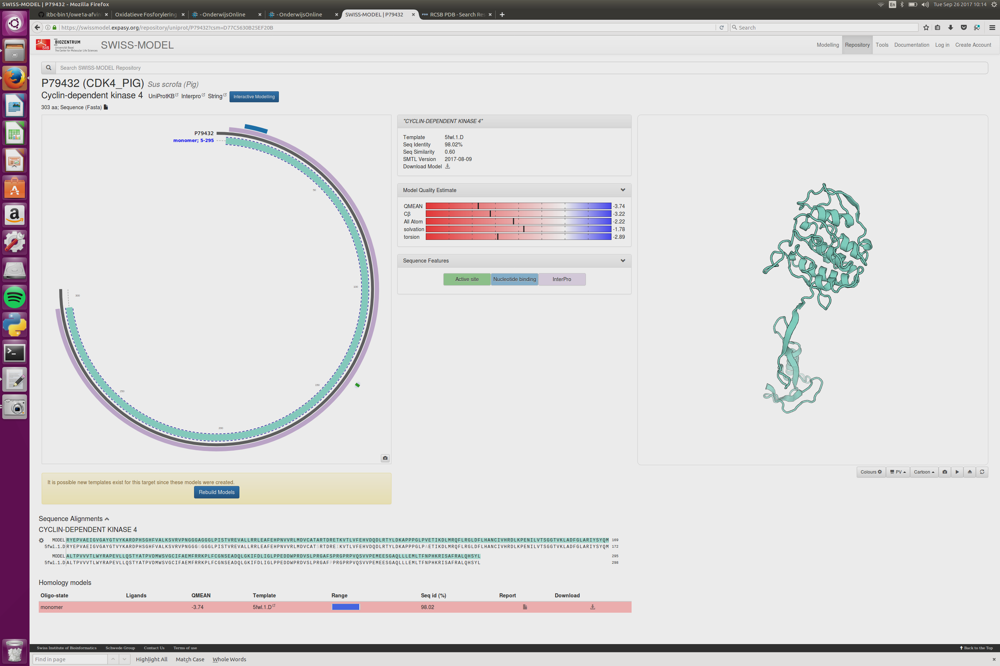 SWISS-MODEL | P79432 - Mozilla Firefox
En
Tue Sep 26 2017 10:14
itbc-bin1/owe1a-afvin
Oxidatieve Fosforylering
- OnderwijsOnline
- OnderwijsOnline
SWISS-MODEL | P79432
RCSB PDB - Search Res
https://swissmodel.expasy.org/repository/uniprot/P79432?csm=D77C5630B25EF20B
Search
SIB
BIOZENTRUM
Universität Basel
The Center for Molecular Life Sciences
SWISS-MODEL
Modelling
Repository
Tools
Documentation
Log in
Create Account
Search SWISS-MODEL Repository
P79432 (CDK4_PIG) Sus scrofa (Pig)
Cyclin-dependent kinase 4 UniProtKB Interpro String Interactive Modelling
303 aa; Sequence (Fasta)
P79432
monomer; 5-295
50
100
150
200
250
300
"CYCLIN-DEPENDENT KINASE 4"
Template 5fwl.1.D
Seq Identity 98.02%
Seq Similarity 0.60
SMTL Version 2017-08-09
Download Model
Model Quality Estimate
QMEAN -3.74
Cβ -3.22
All Atom -2.22
solvation -1.78
torsion -2.89
Sequence Features
Active site Nucleotide binding InterPro
Colours PV Cartoon
It is possible new templates exist for this target since these models were created.
Rebuild Models
Sequence Alignments
CYCLIN-DEPENDENT KINASE 4
MODEL RYEPVAEIGVGAYGTVYKARDPHSGHFVALKSVRVPNGGGAGGGLPISTVREVALLRRLEAFEHPNVVRLMDVCATARTDRETKVTLVFEHVDQDLRTYLDKAPPPGLPVETIKDLMRQFLRGLDFLHANCIVHRDLKPENILVTSGGTVKLADFGLARIYSYQM 169
5fwl.1.D RYEPVAEIGVGAYGTVYKARDPHSGHFVALKSVRVPNGGGGGGGLPISTVREVALLRRLEAFEHPNVVRLMDVCATSRTDREIKVTLVFEHVDQDLRTYLDKAPPPGLPAETIKDLMRQFLRGLDFLHANCIVHRDLKPENILVTSGGTVKLADFGLARIYSYQM 172
MODEL ALTPVVVTLWYRAPEVLLQSTYATPVDMWSVGCIFAEMFRRKPLFCGNSEADQLGKIFDLIGLPPEDDWPRDVSLPRGAFSPRGPRPVQSVVPEMEESGAQLLLEMLTFNPHKRISAFRALQHSYL 295
5fwl.1.D ALTPVVVTLWYRAPEVLLQSTYATPVDMWSVGCIFAEMFRRKPLFCGNSEADQLGKIFDLIGLPPEDDWPRDVSLPRGAFPPRGPRPVQSVVPEMEESGAQLLLEMLTFNPHKRISAFRALQHSYL 298
Homology models
Oligo-state Ligands QMEAN Template Range Seq id (%) Report Download
monomer -3.74 5fwl.1.D 98.02
Swiss Institute of Bioinformatics Schwede Group Contact Us Terms of use Back to the Top
Find in page Highlight All Match Case Whole Words